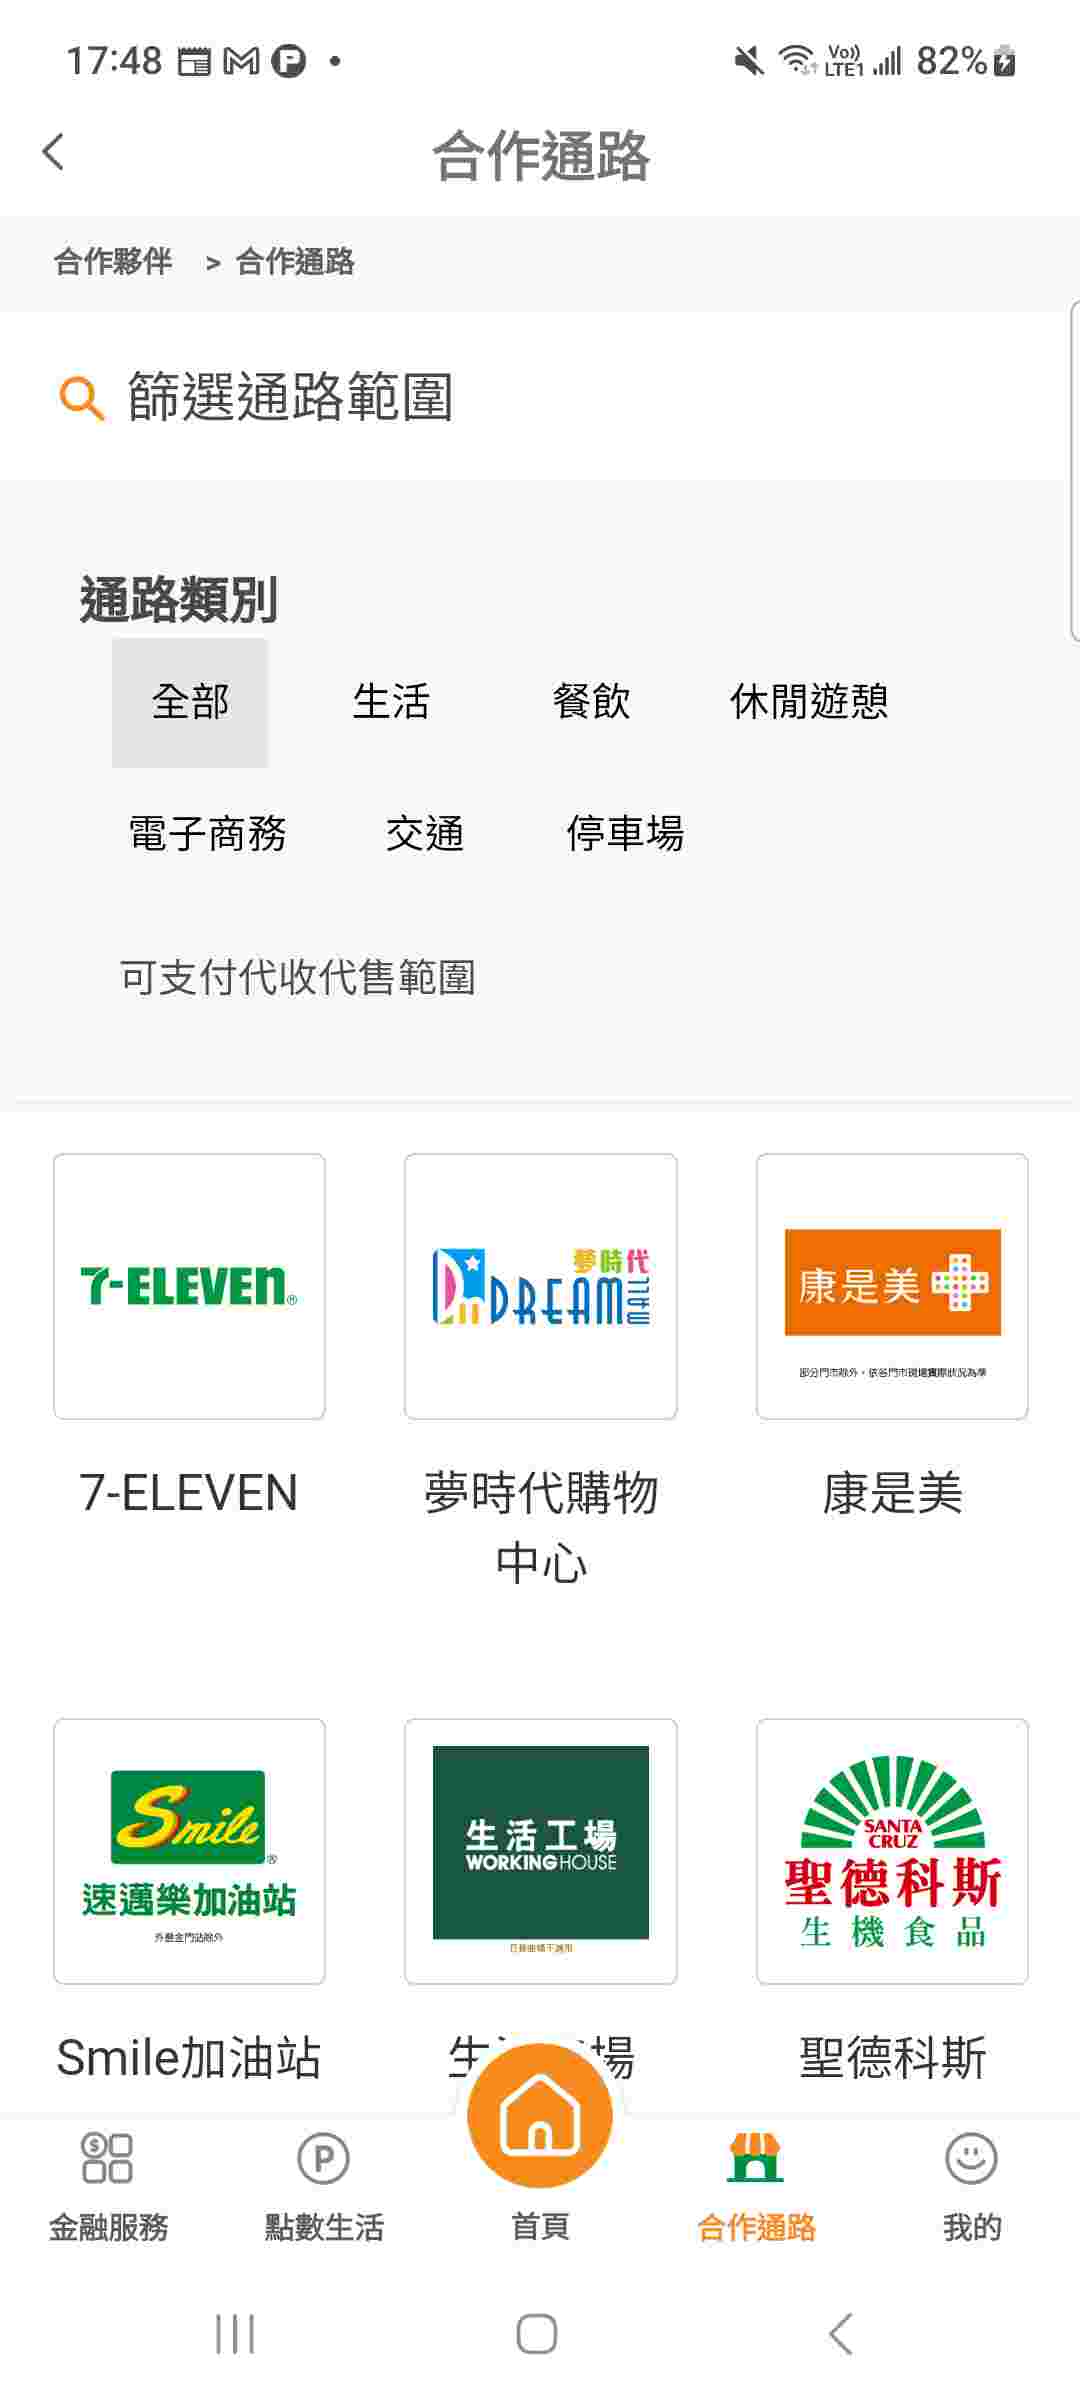 17:48
Vo)) LTE1 82%
合作通路
合作夥伴 > 合作通路
篩選通路範圍
通路類別
全部 生活 餐飲 休閒遊憩
電子商務 交通 停車場
可支付代收代售範圍
7-ELEVEN®
夢時代
DREAM MALL
康是美
部分門市除外，依各門市現場實際狀況為準
7-ELEVEN 夢時代購物 康是美
中心
Smile®
速邁樂加油站
外島金門站除外
生活工場
WORKING HOUSE
SANTA
CRUZ
聖德科斯
生機食品
Smile加油站 生 場 聖德科斯
金融服務 點數生活 首頁 合作通路 我的